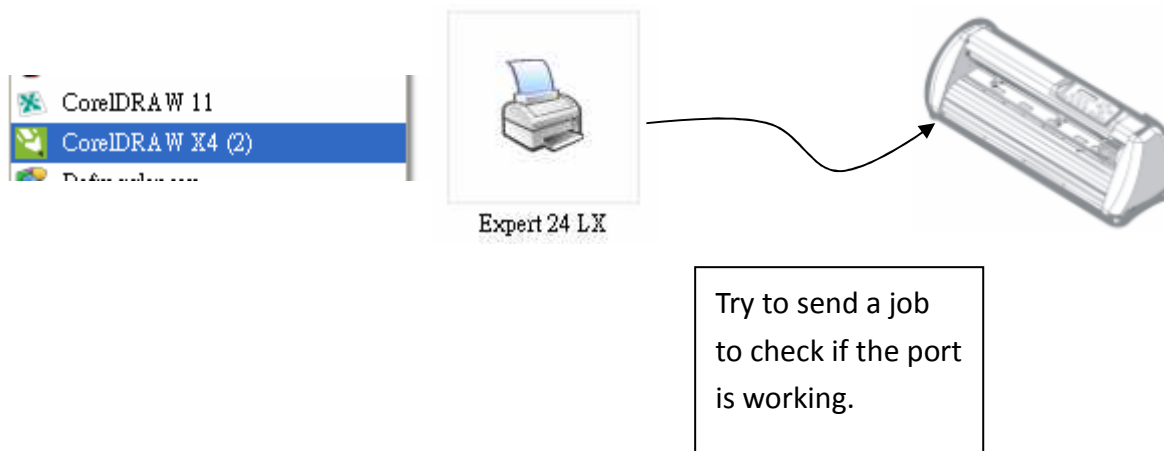 CorelDRAW 11
CorelDRAW X4 (2)
Expert 24 LX
Try to send a job
to check if the port
is working.